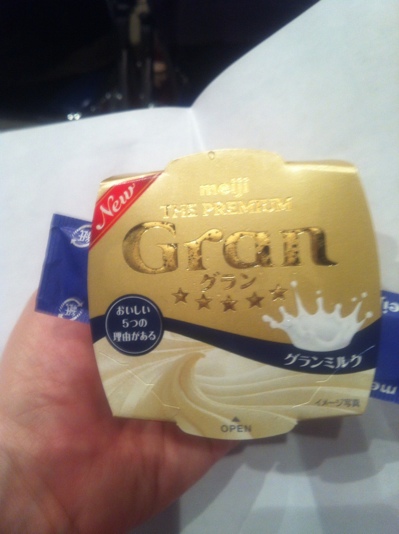 New
meiji
THE PREMIUM
Gran
グラン
おいしい
5つの
理由がある
グランミルク
イメージ写真
OPEN